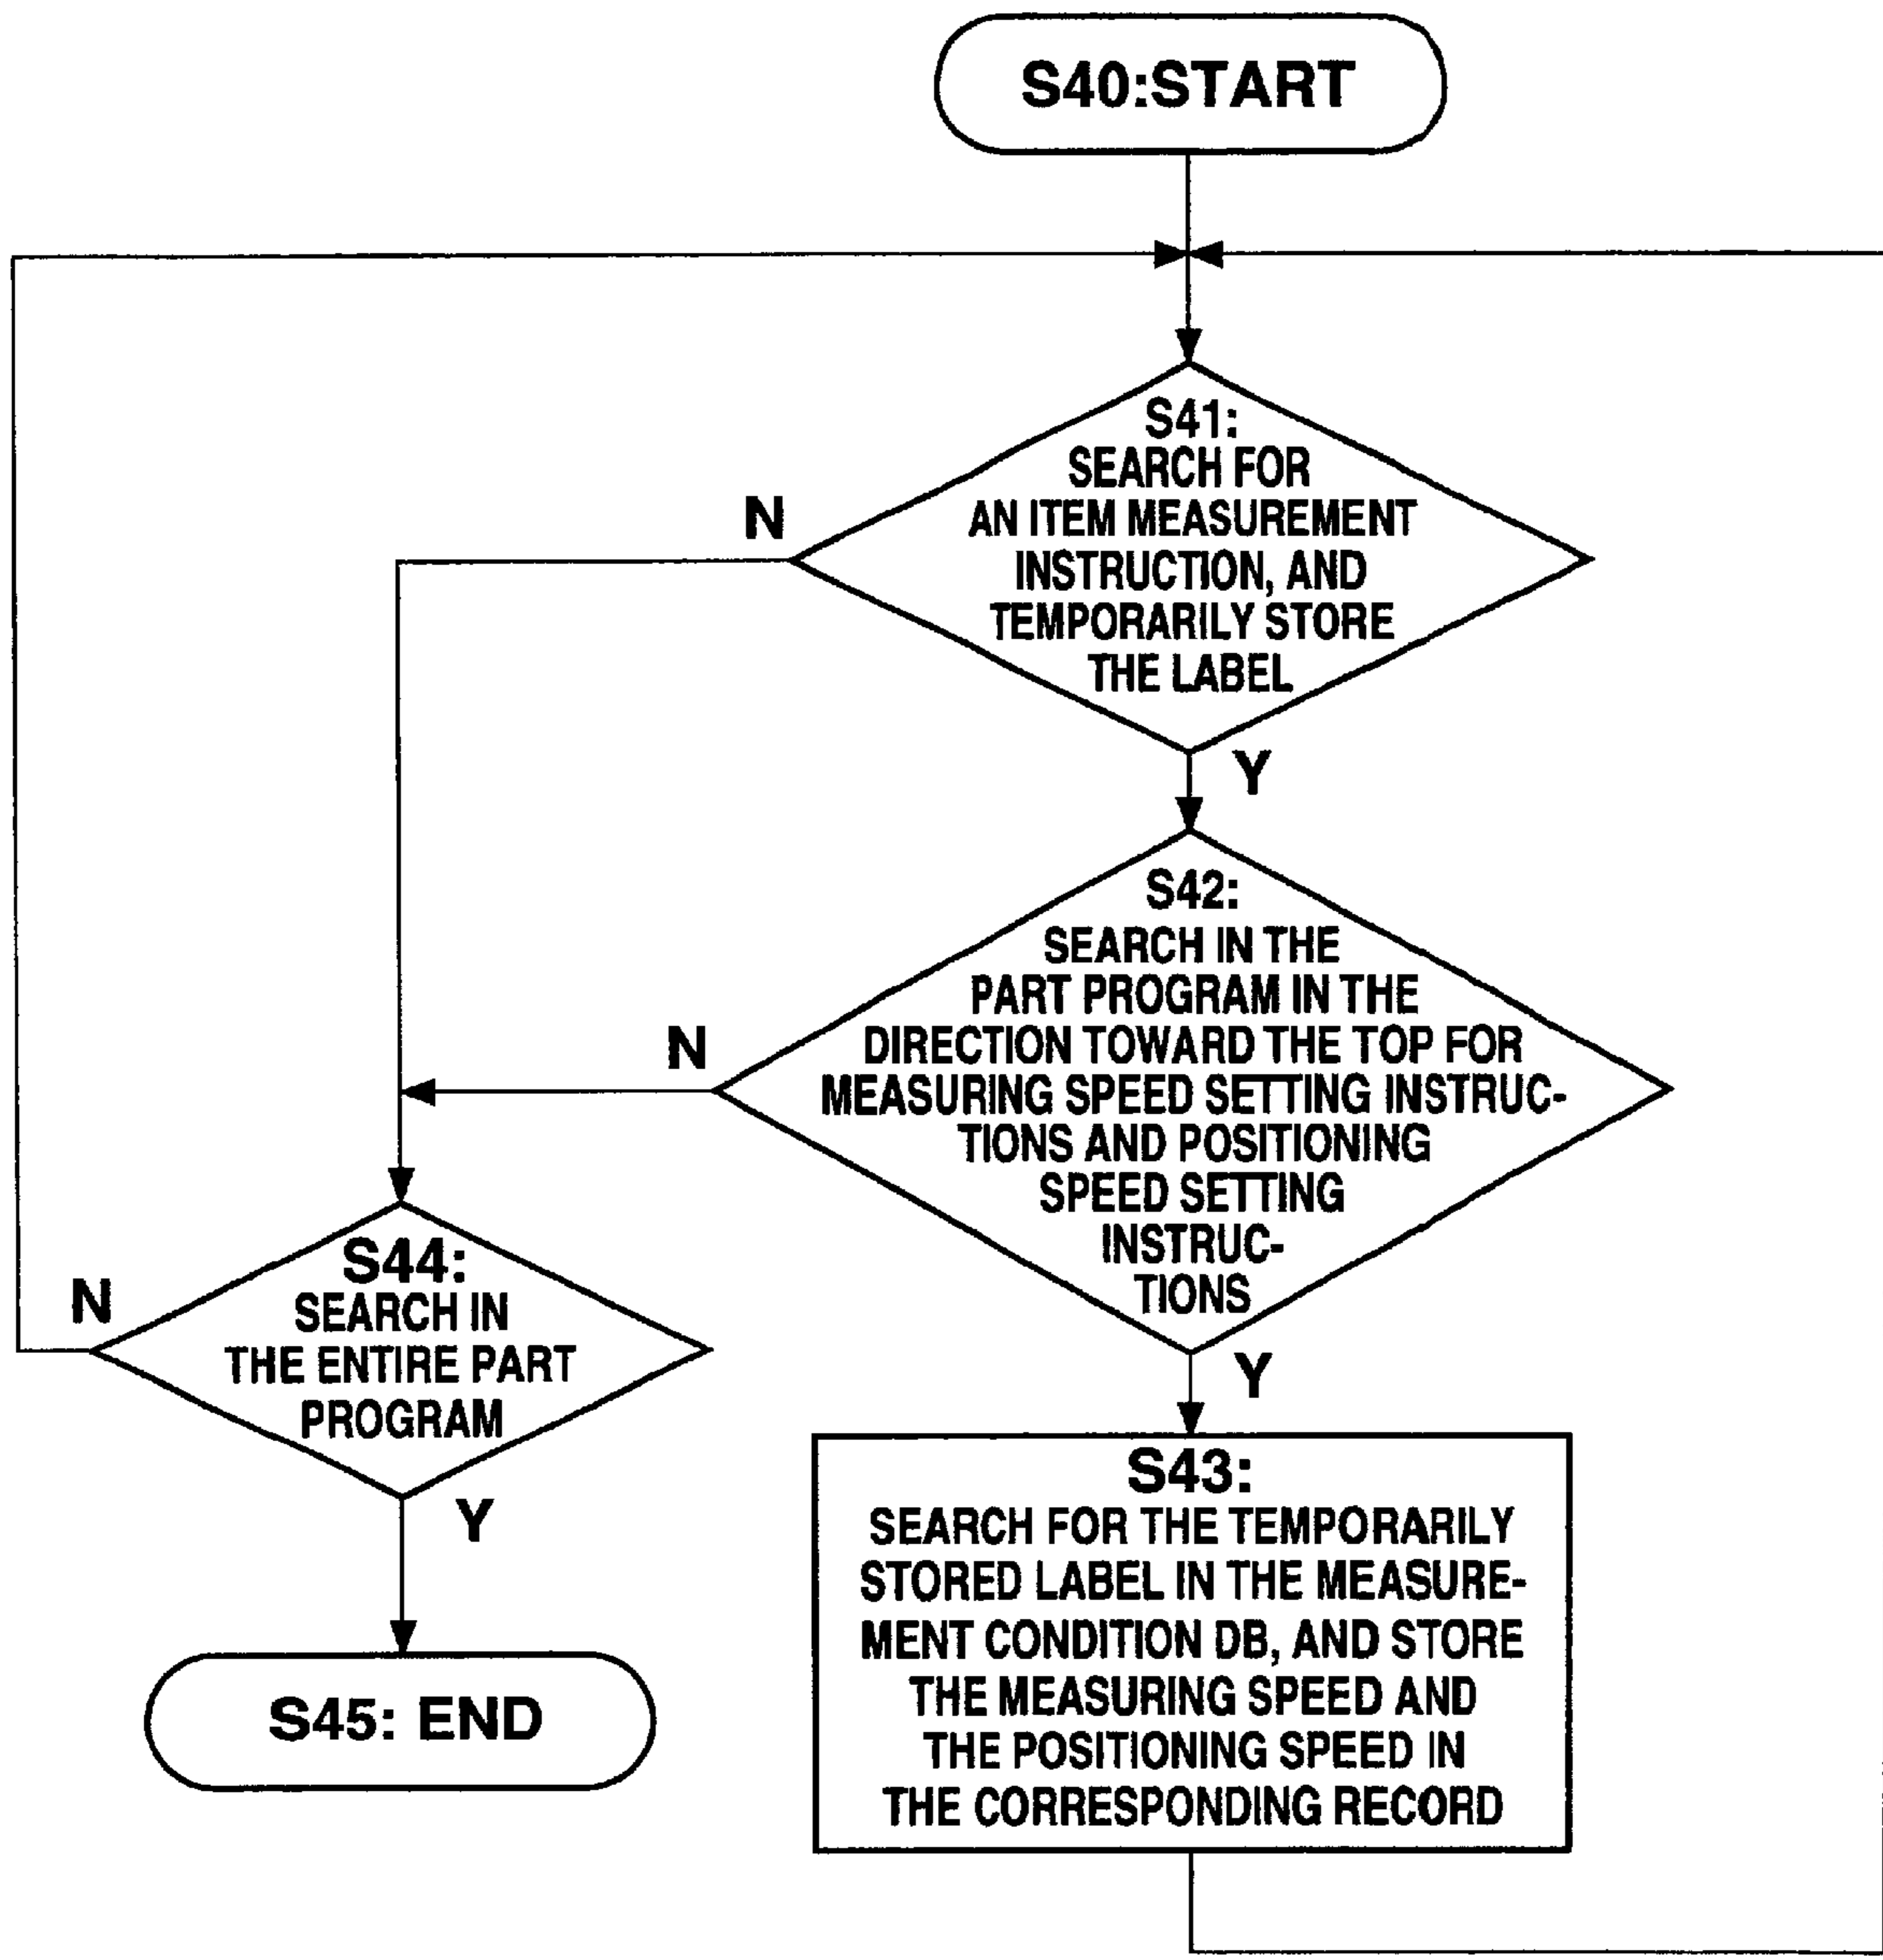 S40:START
S41:
SEARCH FOR
AN ITEM MEASUREMENT
INSTRUCTION, AND
TEMPORARILY STORE
THE LABEL
N
Y
S42:
SEARCH IN THE
PART PROGRAM IN THE
DIRECTION TOWARD THE TOP FOR
MEASURING SPEED SETTING INSTRUC-
TIONS AND POSITIONING
SPEED SETTING
INSTRUC-
TIONS
N
Y
S44:
SEARCH IN
THE ENTIRE PART
PROGRAM
N
Y
S43:
SEARCH FOR THE TEMPORARILY
STORED LABEL IN THE MEASURE-
MENT CONDITION DB, AND STORE
THE MEASURING SPEED AND
THE POSITIONING SPEED IN
THE CORRESPONDING RECORD
S45: END